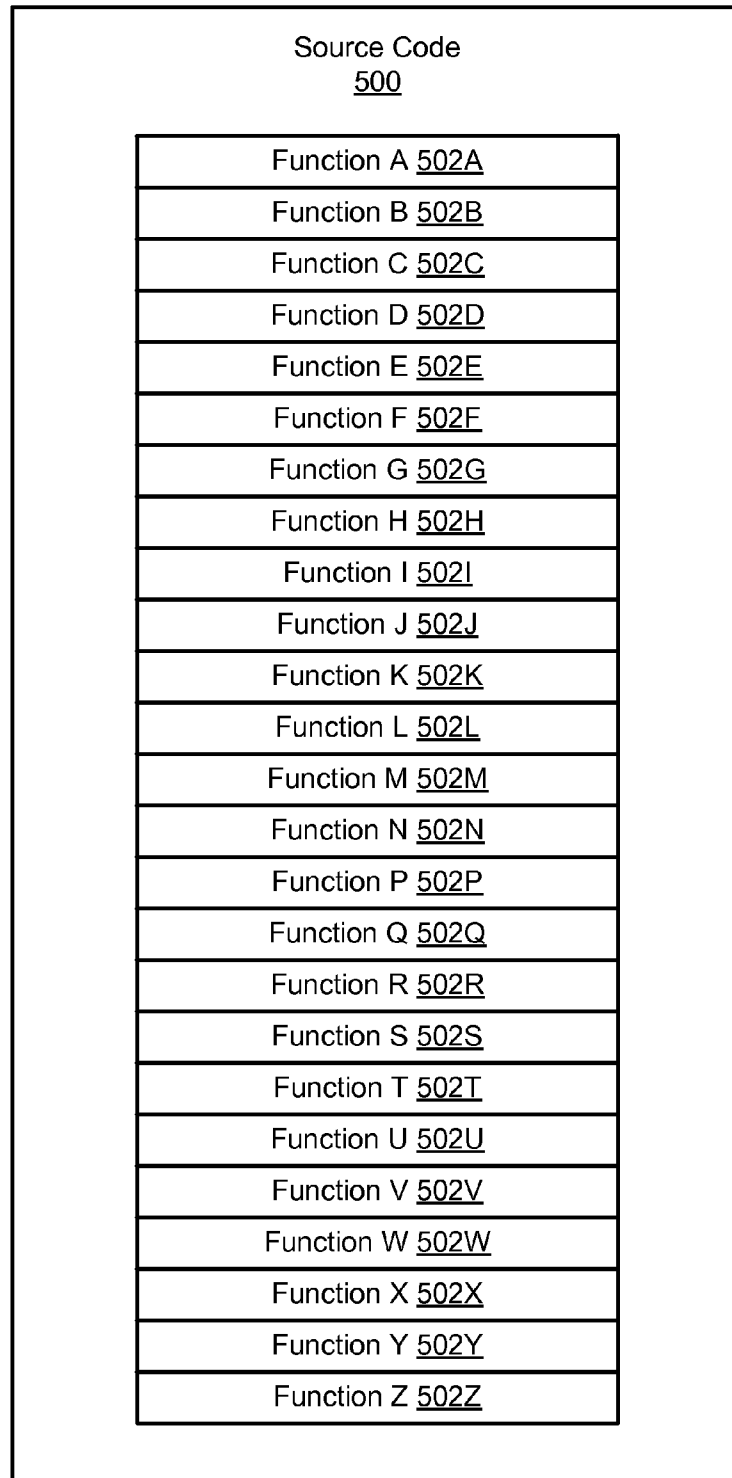 Source Code
500
Function A 502A
Function B 502B
Function C 502C
Function D 502D
Function E 502E
Function F 502F
Function G 502G
Function H 502H
Function I 502I
Function J 502J
Function K 502K
Function L 502L
Function M 502M
Function N 502N
Function P 502P
Function Q 502Q
Function R 502R
Function S 502S
Function T 502T
Function U 502U
Function V 502V
Function W 502W
Function X 502X
Function Y 502Y
Function Z 502Z